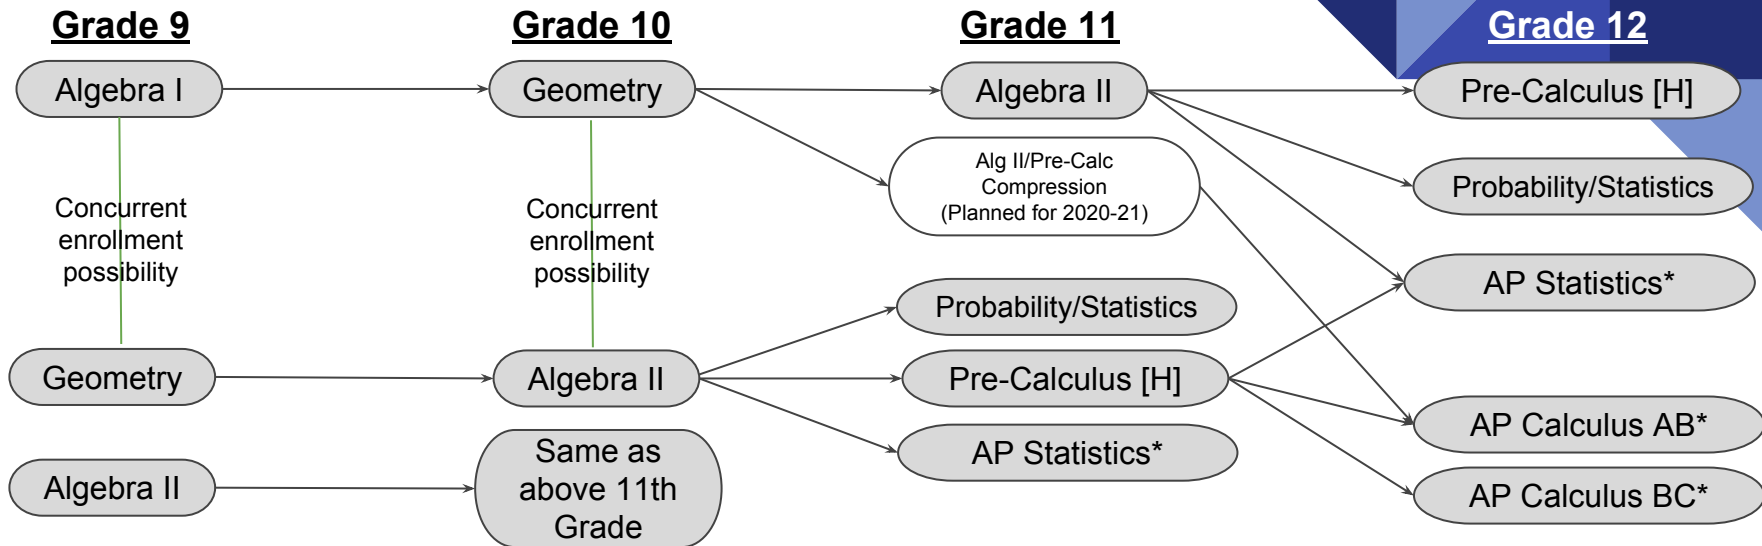 Grade 9
Grade 10
Grade 11
Grade 12
Algebra I
Geometry
Algebra II
Pre-Calculus [H]
Alg II/Pre-Calc
Compression
(Planned for 2020-21)
Probability/Statistics
Concurrent
enrollment
possibility
Concurrent
enrollment
possibility
AP Statistics*
Probability/Statistics
Geometry
Algebra II
Pre-Calculus [H]
AP Calculus AB*
AP Statistics*
Algebra II
Same as
above 11th
Grade
AP Calculus BC*